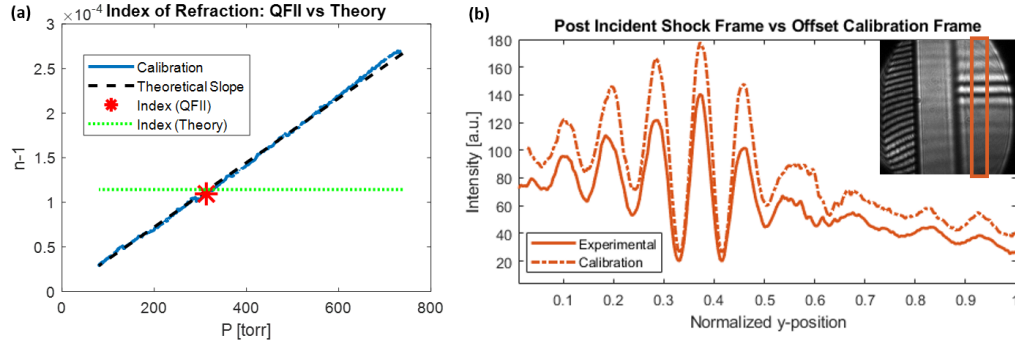 (a)
Index of Refraction: QFII vs Theory
×10⁻⁴
3
2.5
2
1.5
1
0.5
0
n-1
Calibration
Theoretical Slope
Index (QFII)
Index (Theory)
0 200 400 600 800
P [torr]
(b)
Post Incident Shock Frame vs Offset Calibration Frame
180
160
140
120
100
80
60
40
20
Intensity [a.u.]
Experimental
Calibration
0.1 0.2 0.3 0.4 0.5 0.6 0.7 0.8 0.9 1
Normalized y-position